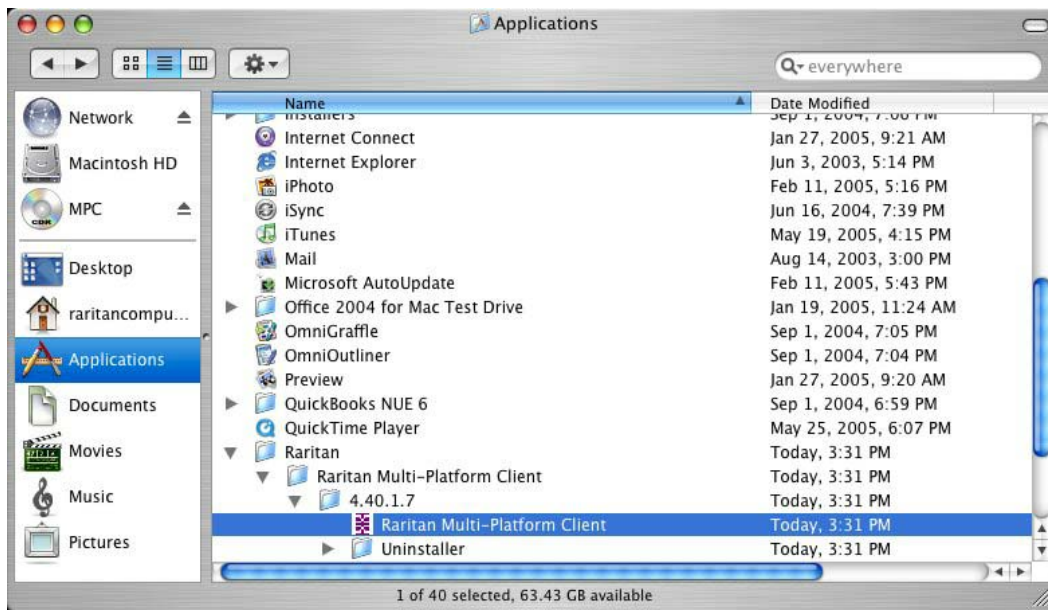 Applications
everywhere
Network
Macintosh HD
MPC
CDR
Desktop
raritancompu...
Applications
Documents
Movies
Music
Pictures
Name Date Modified
Installers Sep 1, 2004, 7:06 PM
Internet Connect Jan 27, 2005, 9:21 AM
Internet Explorer Jun 3, 2003, 5:14 PM
iPhoto Feb 11, 2005, 5:16 PM
iSync Jun 16, 2004, 7:39 PM
iTunes May 19, 2005, 4:15 PM
Mail Aug 14, 2003, 3:00 PM
Microsoft AutoUpdate Feb 11, 2005, 5:43 PM
Office 2004 for Mac Test Drive Jan 19, 2005, 11:24 AM
OmniGraffle Sep 1, 2004, 7:05 PM
OmniOutliner Sep 1, 2004, 7:04 PM
Preview Jan 27, 2005, 9:20 AM
QuickBooks NUE 6 Sep 1, 2004, 6:59 PM
QuickTime Player May 25, 2005, 6:07 PM
Raritan Today, 3:31 PM
Raritan Multi-Platform Client Today, 3:31 PM
4.40.1.7 Today, 3:31 PM
Raritan Multi-Platform Client Today, 3:31 PM
Uninstaller Today, 3:31 PM
1 of 40 selected, 63.43 GB available